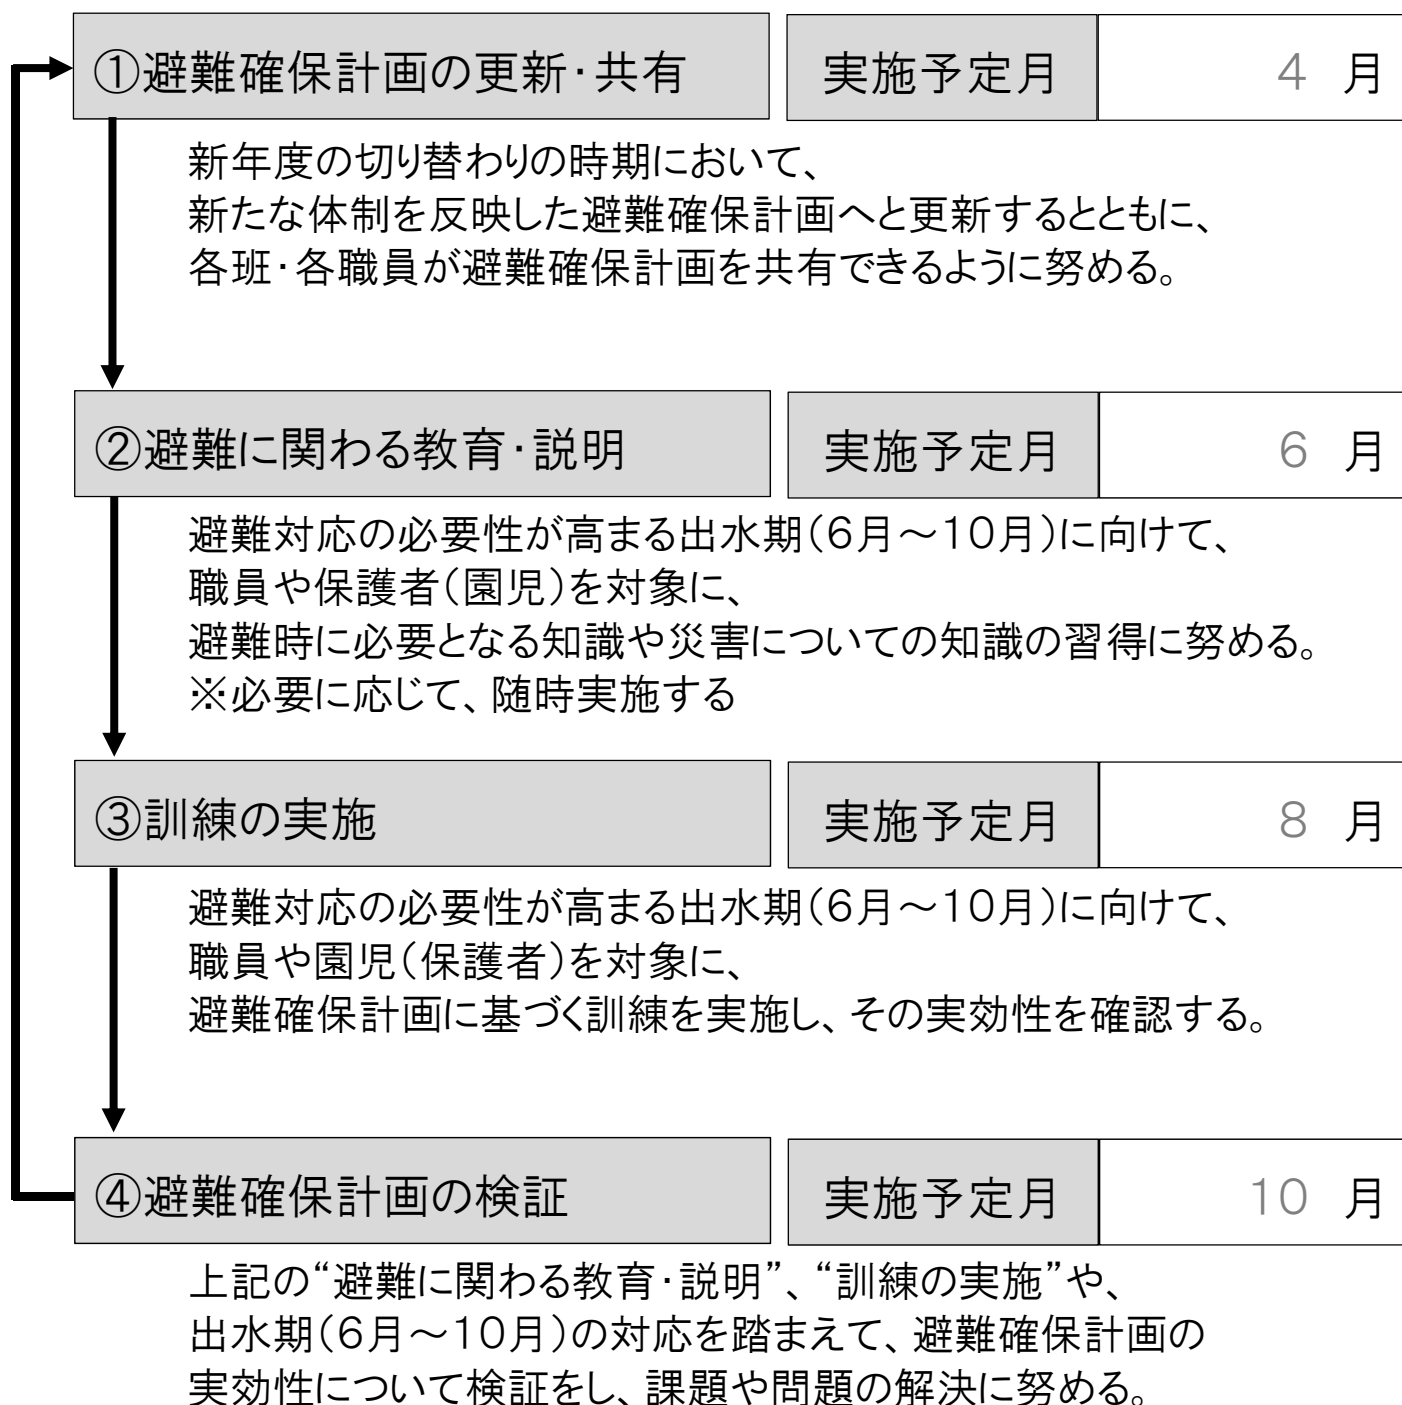 ①避難確保計画の更新・共有 実施予定月 4 月
新年度の切り替わりの時期において、
新たな体制を反映した避難確保計画へと更新するとともに、
各班・各職員が避難確保計画を共有できるように努める。
②避難に関わる教育・説明 実施予定月 6 月
避難対応の必要性が高まる出水期(6月～10月)に向けて、
職員や保護者(園児)を対象に、
避難時に必要となる知識や災害についての知識の習得に努める。
※必要に応じて、随時実施する
③訓練の実施 実施予定月 8 月
避難対応の必要性が高まる出水期(6月～10月)に向けて、
職員や園児(保護者)を対象に、
避難確保計画に基づく訓練を実施し、その実効性を確認する。
④避難確保計画の検証 実施予定月 10 月
上記の“避難に関わる教育・説明”、“訓練の実施”や、
出水期(6月～10月)の対応を踏まえて、避難確保計画の
実効性について検証をし、課題や問題の解決に努める。